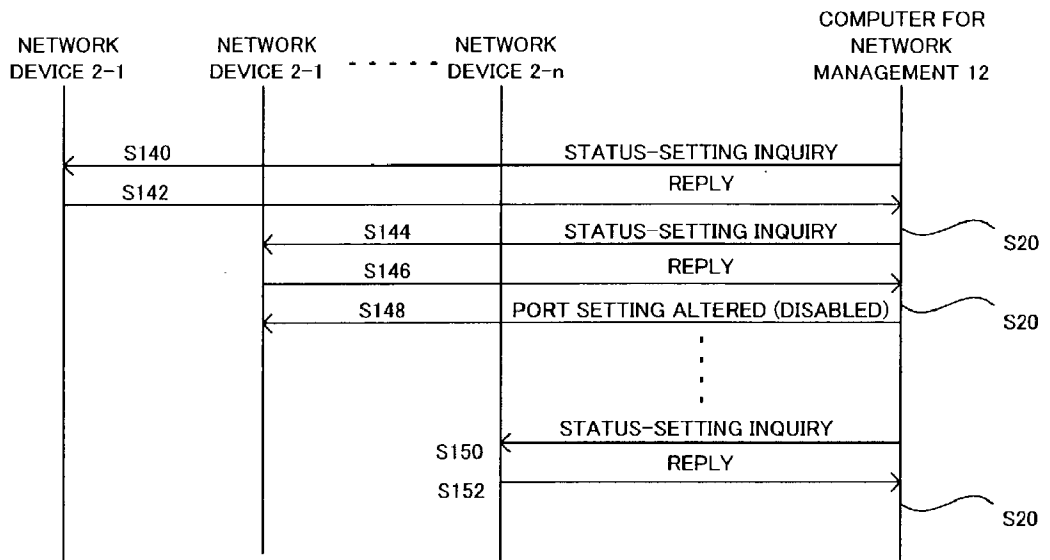 NETWORK
DEVICE 2-1
NETWORK
DEVICE 2-1
NETWORK
DEVICE 2-n
COMPUTER FOR
NETWORK
MANAGEMENT 12
S140
STATUS-SETTING INQUIRY
S142
REPLY
S144
STATUS-SETTING INQUIRY
S20
S146
REPLY
S148
PORT SETTING ALTERED (DISABLED)
S20
STATUS-SETTING INQUIRY
S150
REPLY
S152
S20